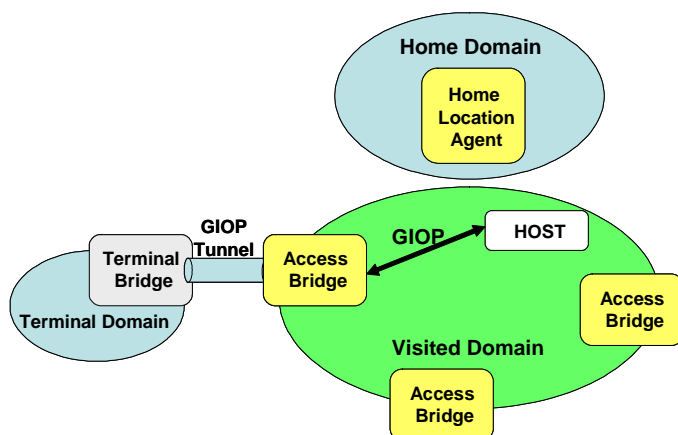 Home Domain
Home
Location
Agent
GIOP
Tunnel
Terminal
Bridge
Terminal Domain
Access
Bridge
GIOP
HOST
Access
Bridge
Visited Domain
Access
Bridge